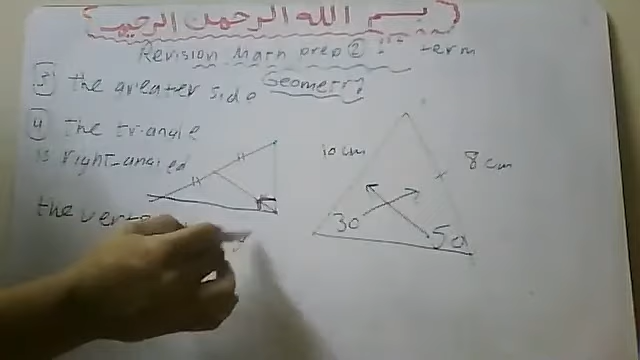 بسم الله الرحمن الرحيم
Revision Math prep ② 1st term
Geometry
3 the greater side
4 The triangle
is right-angled
the
10 cm
8 cm
30
50